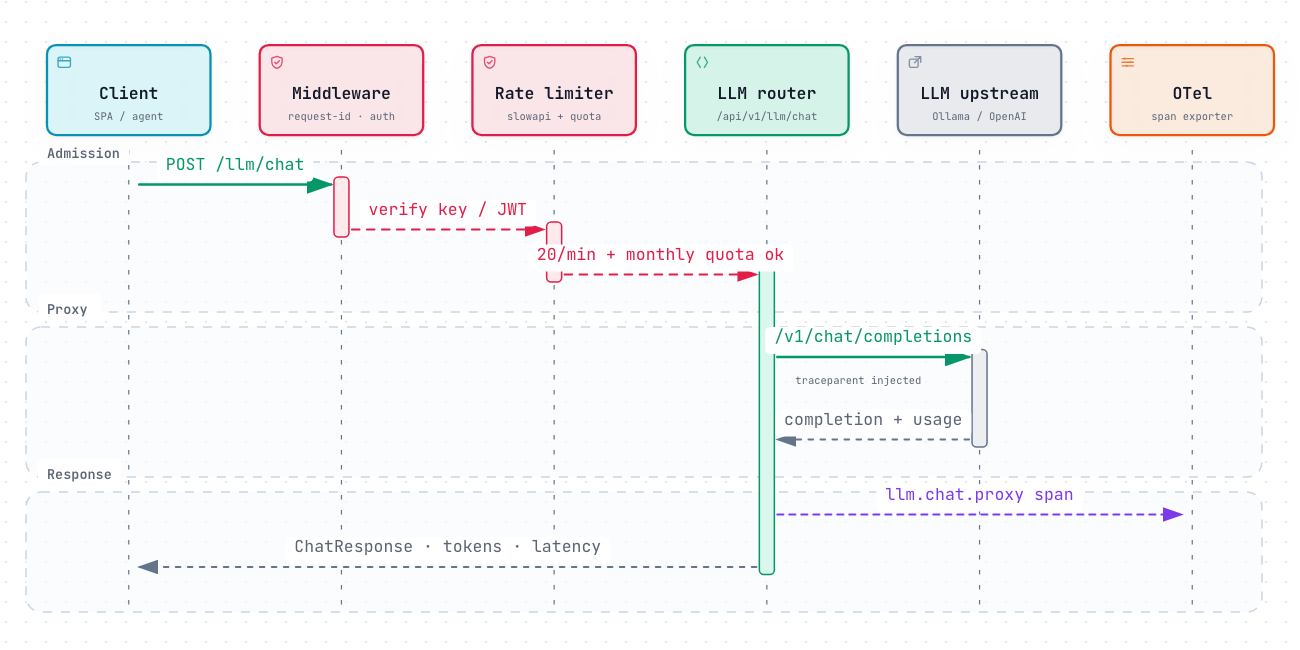 Client
SPA / agent
Middleware
request-id · auth
Rate limiter
slowapi + quota
LLM router
/api/v1/llm/chat
LLM upstream
Ollama / OpenAI
OTel
span exporter
Admission
POST /llm/chat
verify key / JWT
20/min + monthly quota ok
Proxy
/v1/chat/completions
traceparent injected
completion + usage
Response
llm.chat.proxy span
ChatResponse · tokens · latency